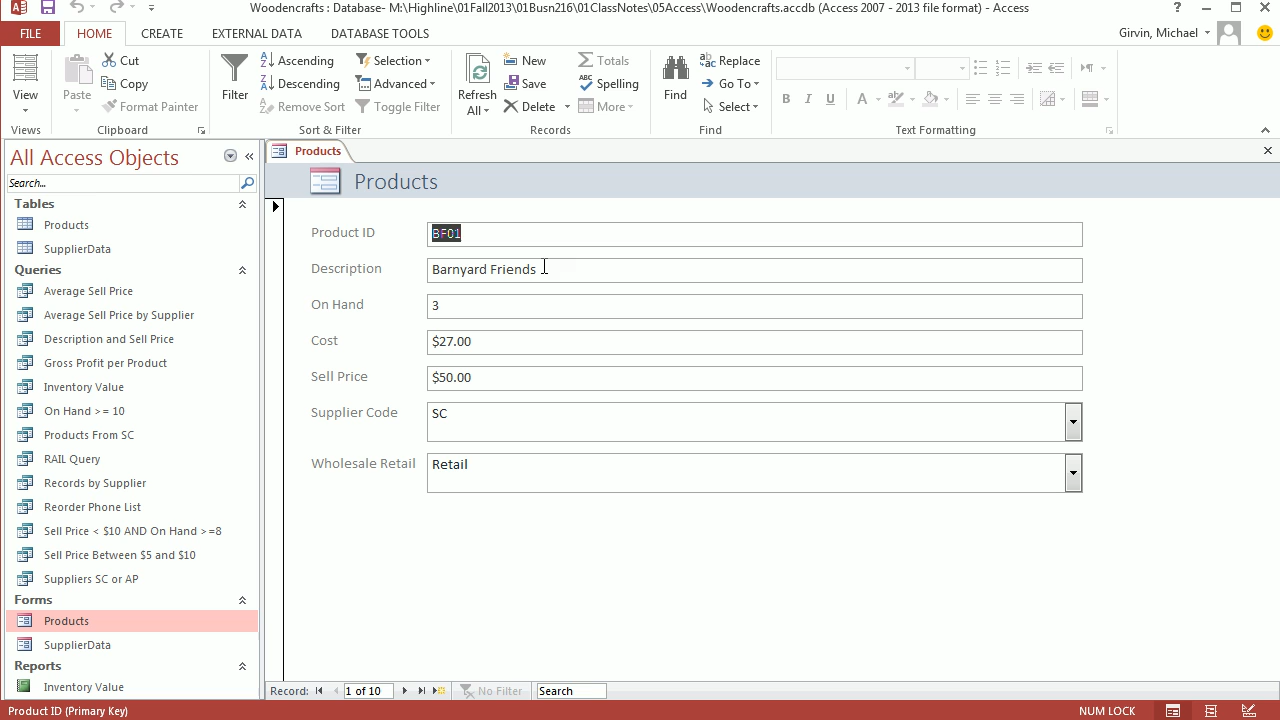 Woodencrafts : Database- M:\Highline\01Fall2013\01Busn216\01ClassNotes\05Access\Woodencrafts.accdb (Access 2007 - 2013 file format) - Access
FILE HOME CREATE EXTERNAL DATA DATABASE TOOLS Girvin, Michael
View
Views
Paste
Cut
Copy
Format Painter
Clipboard
Filter
Ascending
Descending
Remove Sort
Selection
Advanced
Toggle Filter
Sort & Filter
Refresh
All
New
Save
Delete
Totals
Spelling
More
Records
Find
Replace
Go To
Select
Find
B I U A
Text Formatting
All Access Objects
Search...
Tables
Products
SupplierData
Queries
Average Sell Price
Average Sell Price by Supplier
Description and Sell Price
Gross Profit per Product
Inventory Value
On Hand >= 10
Products From SC
RAIL Query
Records by Supplier
Reorder Phone List
Sell Price < $10 AND On Hand >=8
Sell Price Between $5 and $10
Suppliers SC or AP
Forms
Products
SupplierData
Reports
Inventory Value
Products
Products
Product ID BF01
Description Barnyard Friends
On Hand 3
Cost $27.00
Sell Price $50.00
Supplier Code SC
Wholesale Retail Retail
Record: 1 of 10 No Filter Search
Product ID (Primary Key) NUM LOCK